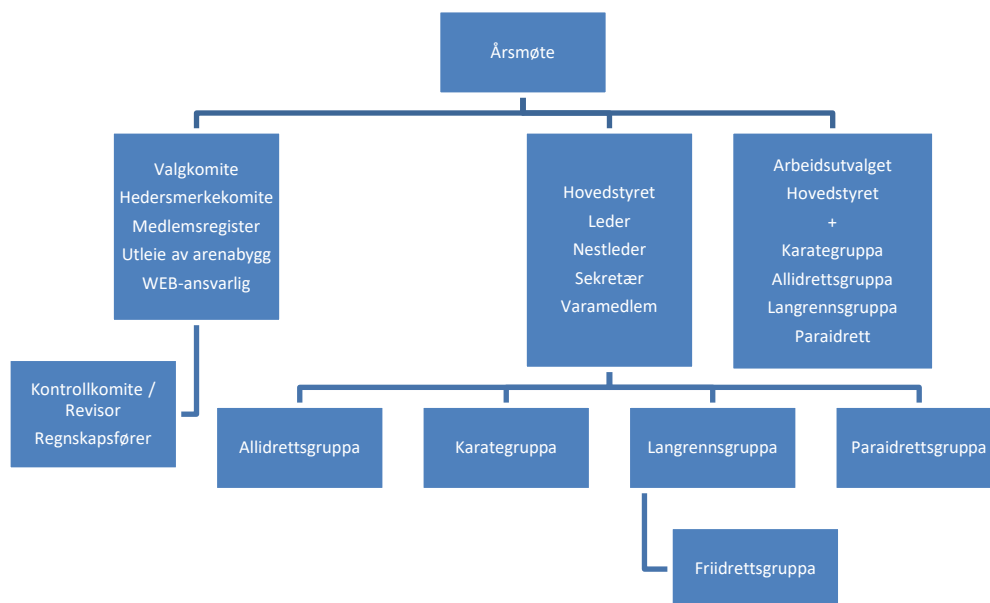 Årsmøte
Valgkomite
Hedersmerkekomite
Medlemsregister
Utleie av arenabygg
WEB-ansvarlig
Hovedstyret
Leder
Nestleder
Sekretær
Varamedlem
Arbeidsutvalget
Hovedstyret
+
Karategruppa
Allidrettsgruppa
Langrennsgruppa
Paraidrett
Kontrollkomite /
Revisor
Regnskapsfører
Allidrettsgruppa
Karategruppa
Langrennsgruppa
Paraidrettsgruppa
Friidrettsgruppa